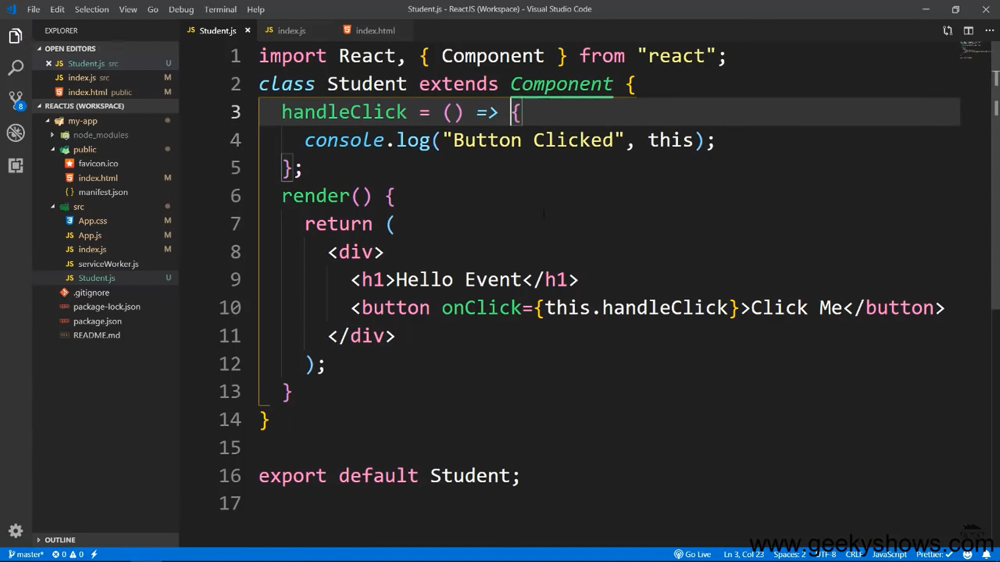 File Edit Selection View Go Debug Terminal Help
Student.js - ReactJS (Workspace) - Visual Studio Code
EXPLORER
OPEN EDITORS
Student.js src U
index.js src M
index.html public M
REACTJS (WORKSPACE)
my-app
node_modules
public
favicon.ico
index.html M
manifest.json
src
App.css M
App.js M
index.js M
serviceWorker.js
Student.js U
.gitignore
package-lock.json
package.json
README.md
OUTLINE
8
JS Student.js JS index.js index.html
1 import React, { Component } from "react";
2 class Student extends Component {
3 handleClick = () => {
4 console.log("Button Clicked", this);
5 };
6 render() {
7 return (
8 <div>
9 <h1>Hello Event</h1>
10 <button onClick={this.handleClick}>Click Me</button>
11 </div>
12 );
13 }
14 }
15
16 export default Student;
17
www.geekyshows.com
master* 0 0 Go Live Ln 3, Col 23 Spaces: 2 UTF-8 CRLF JavaScript Prettier: ✓